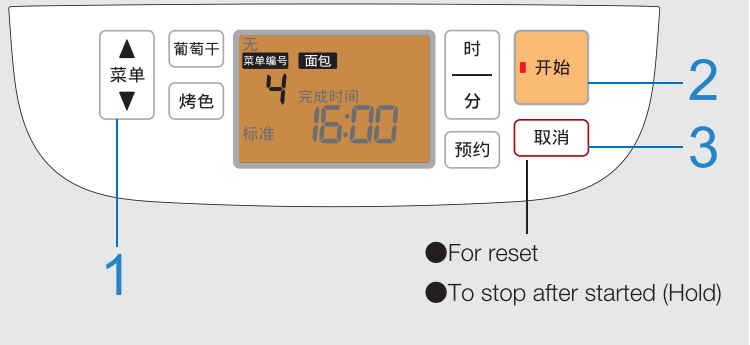 ▲
菜单
▼
葡萄干
烤色
无
菜单编号 面包
4
完成时间
标准
16:00
时
分
预约
开始
取消
1
2
3
●For reset
●To stop after started (Hold)